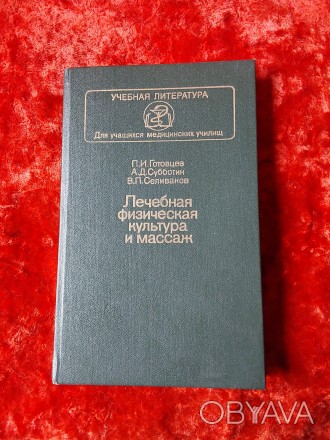 УЧЕБНАЯ ЛИТЕРАТУРА
Для учащихся медицинских училищ
П.И.Готовцев
А.Д.Субботин
В.П.Селиванов
Лечебная
физическая
культура
и массаж
OBYAVA